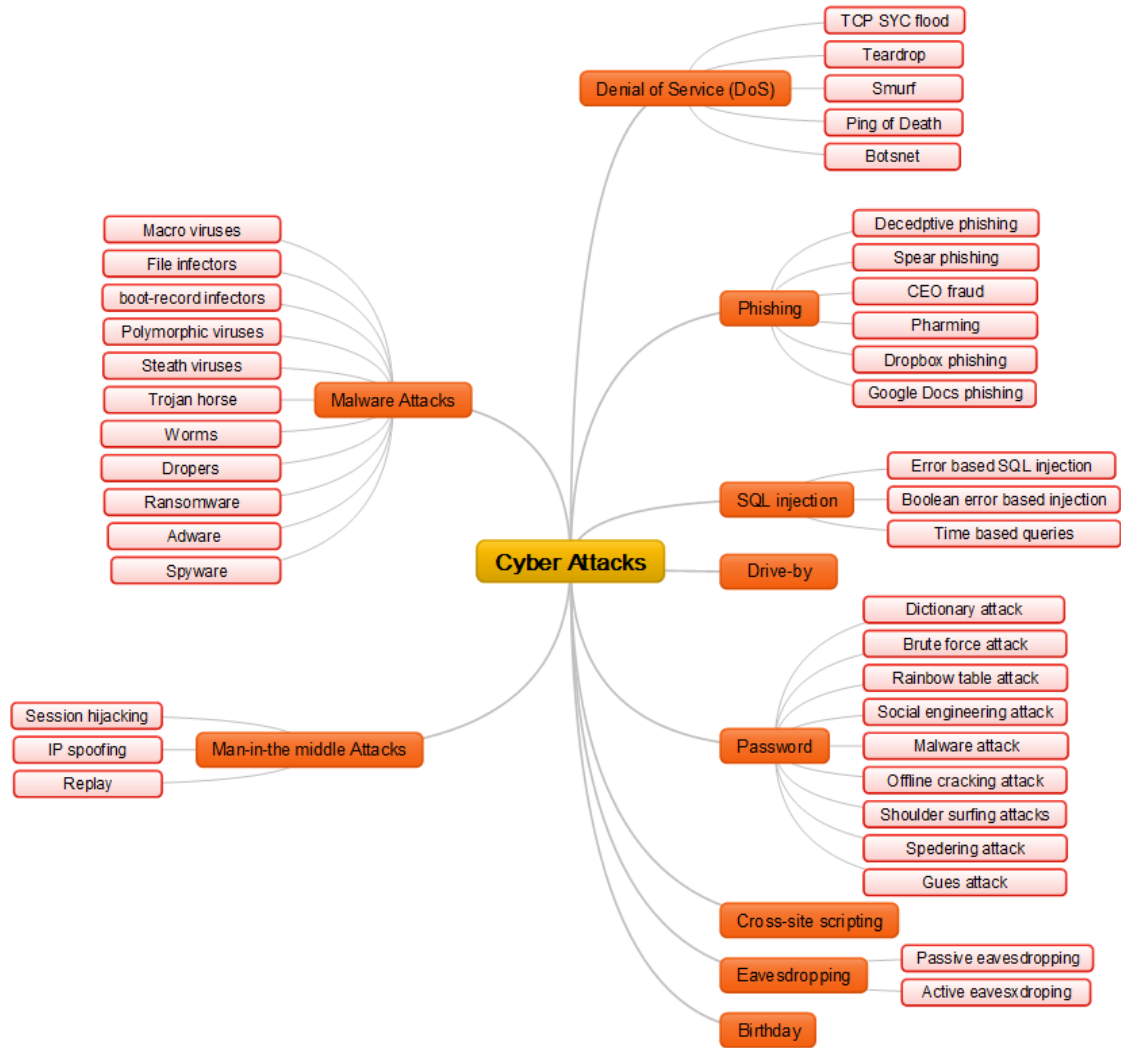 Cyber Attacks
Denial of Service (DoS)
TCP SYC flood
Teardrop
Smurf
Ping of Death
Botsnet
Phishing
Decedptive phishing
Spear phishing
CEO fraud
Pharming
Dropbox phishing
Google Docs phishing
SQL injection
Error based SQL injection
Boolean error based injection
Time based queries
Drive-by
Password
Dictionary attack
Brute force attack
Rainbow table attack
Social engineering attack
Malware attack
Offline cracking attack
Shoulder surfing attacks
Spedering attack
Gues attack
Cross-site scripting
Eavesdropping
Passive eavesdropping
Active eavesxdroping
Birthday
Malware Attacks
Macro viruses
File infectors
boot-record infectors
Polymorphic viruses
Steath viruses
Trojan horse
Worms
Dropers
Ransomware
Adware
Spyware
Man-in-the middle Attacks
Session hijacking
IP spoofing
Replay